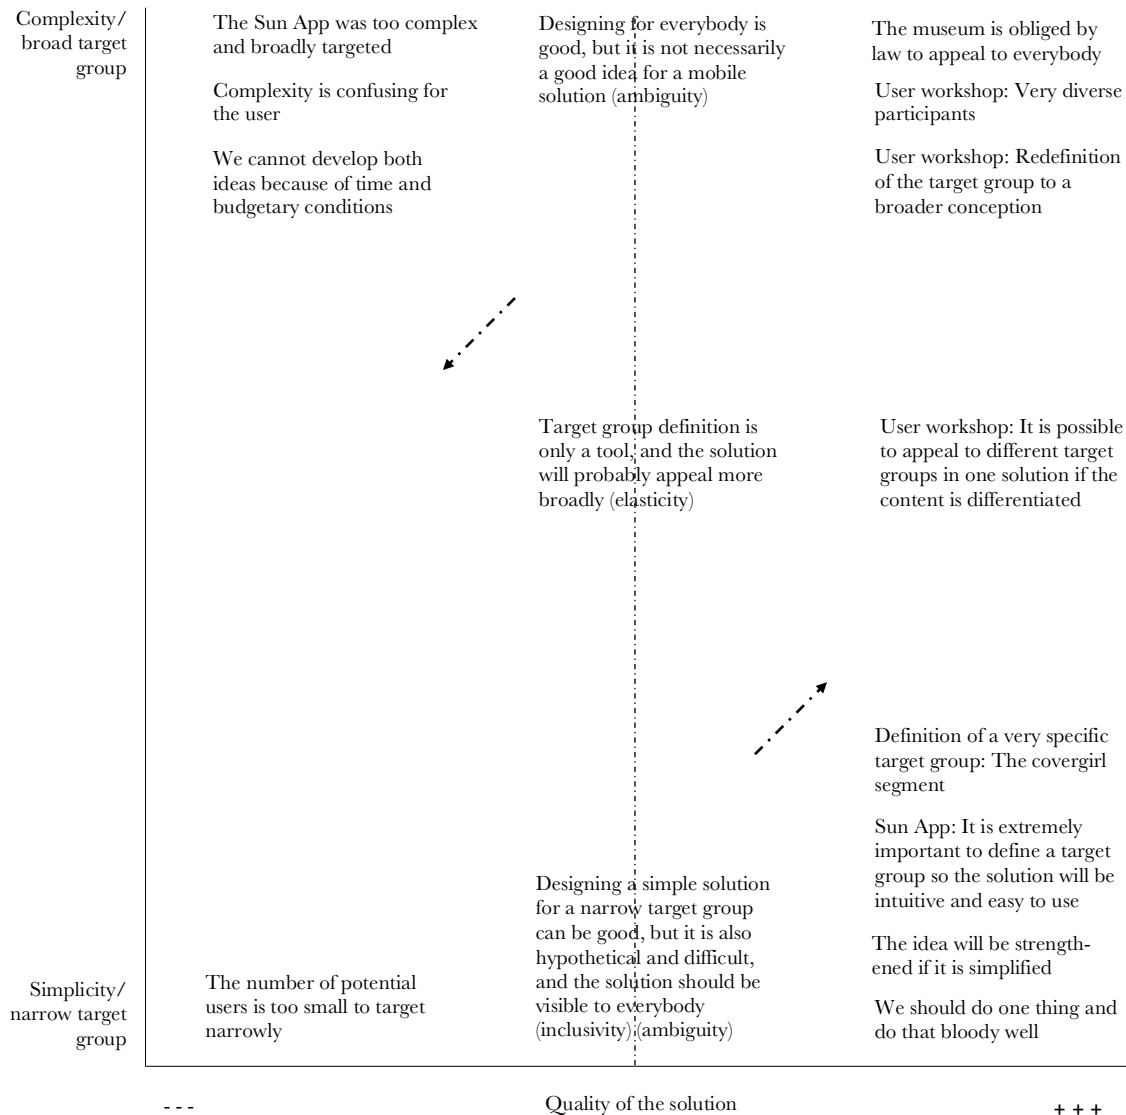 Complexity/
broad target
group
The Sun App was too complex
and broadly targeted
Complexity is confusing for
the user
We cannot develop both
ideas because of time and
budgetary conditions
Designing for everybody is
good, but it is not necessarily
a good idea for a mobile
solution (ambiguity)
The museum is obliged by
law to appeal to everybody
User workshop: Very diverse
participants
User workshop: Redefinition
of the target group to a
broader conception
Target group definition is
only a tool, and the solution
will probably appeal more
broadly (elasticity)
User workshop: It is possible
to appeal to different target
groups in one solution if the
content is differentiated
Definition of a very specific
target group: The covergirl
segment
Sun App: It is extremely
important to define a target
group so the solution will be
intuitive and easy to use
The idea will be strength-
ened if it is simplified
We should do one thing and
do that bloody well
Designing a simple solution
for a narrow target group
can be good, but it is also
hypothetical and difficult,
and the solution should be
visible to everybody
(inclusivity) (ambiguity)
The number of potential
users is too small to target
narrowly
Simplicity/
narrow target
group
- - -
Quality of the solution
+ + +